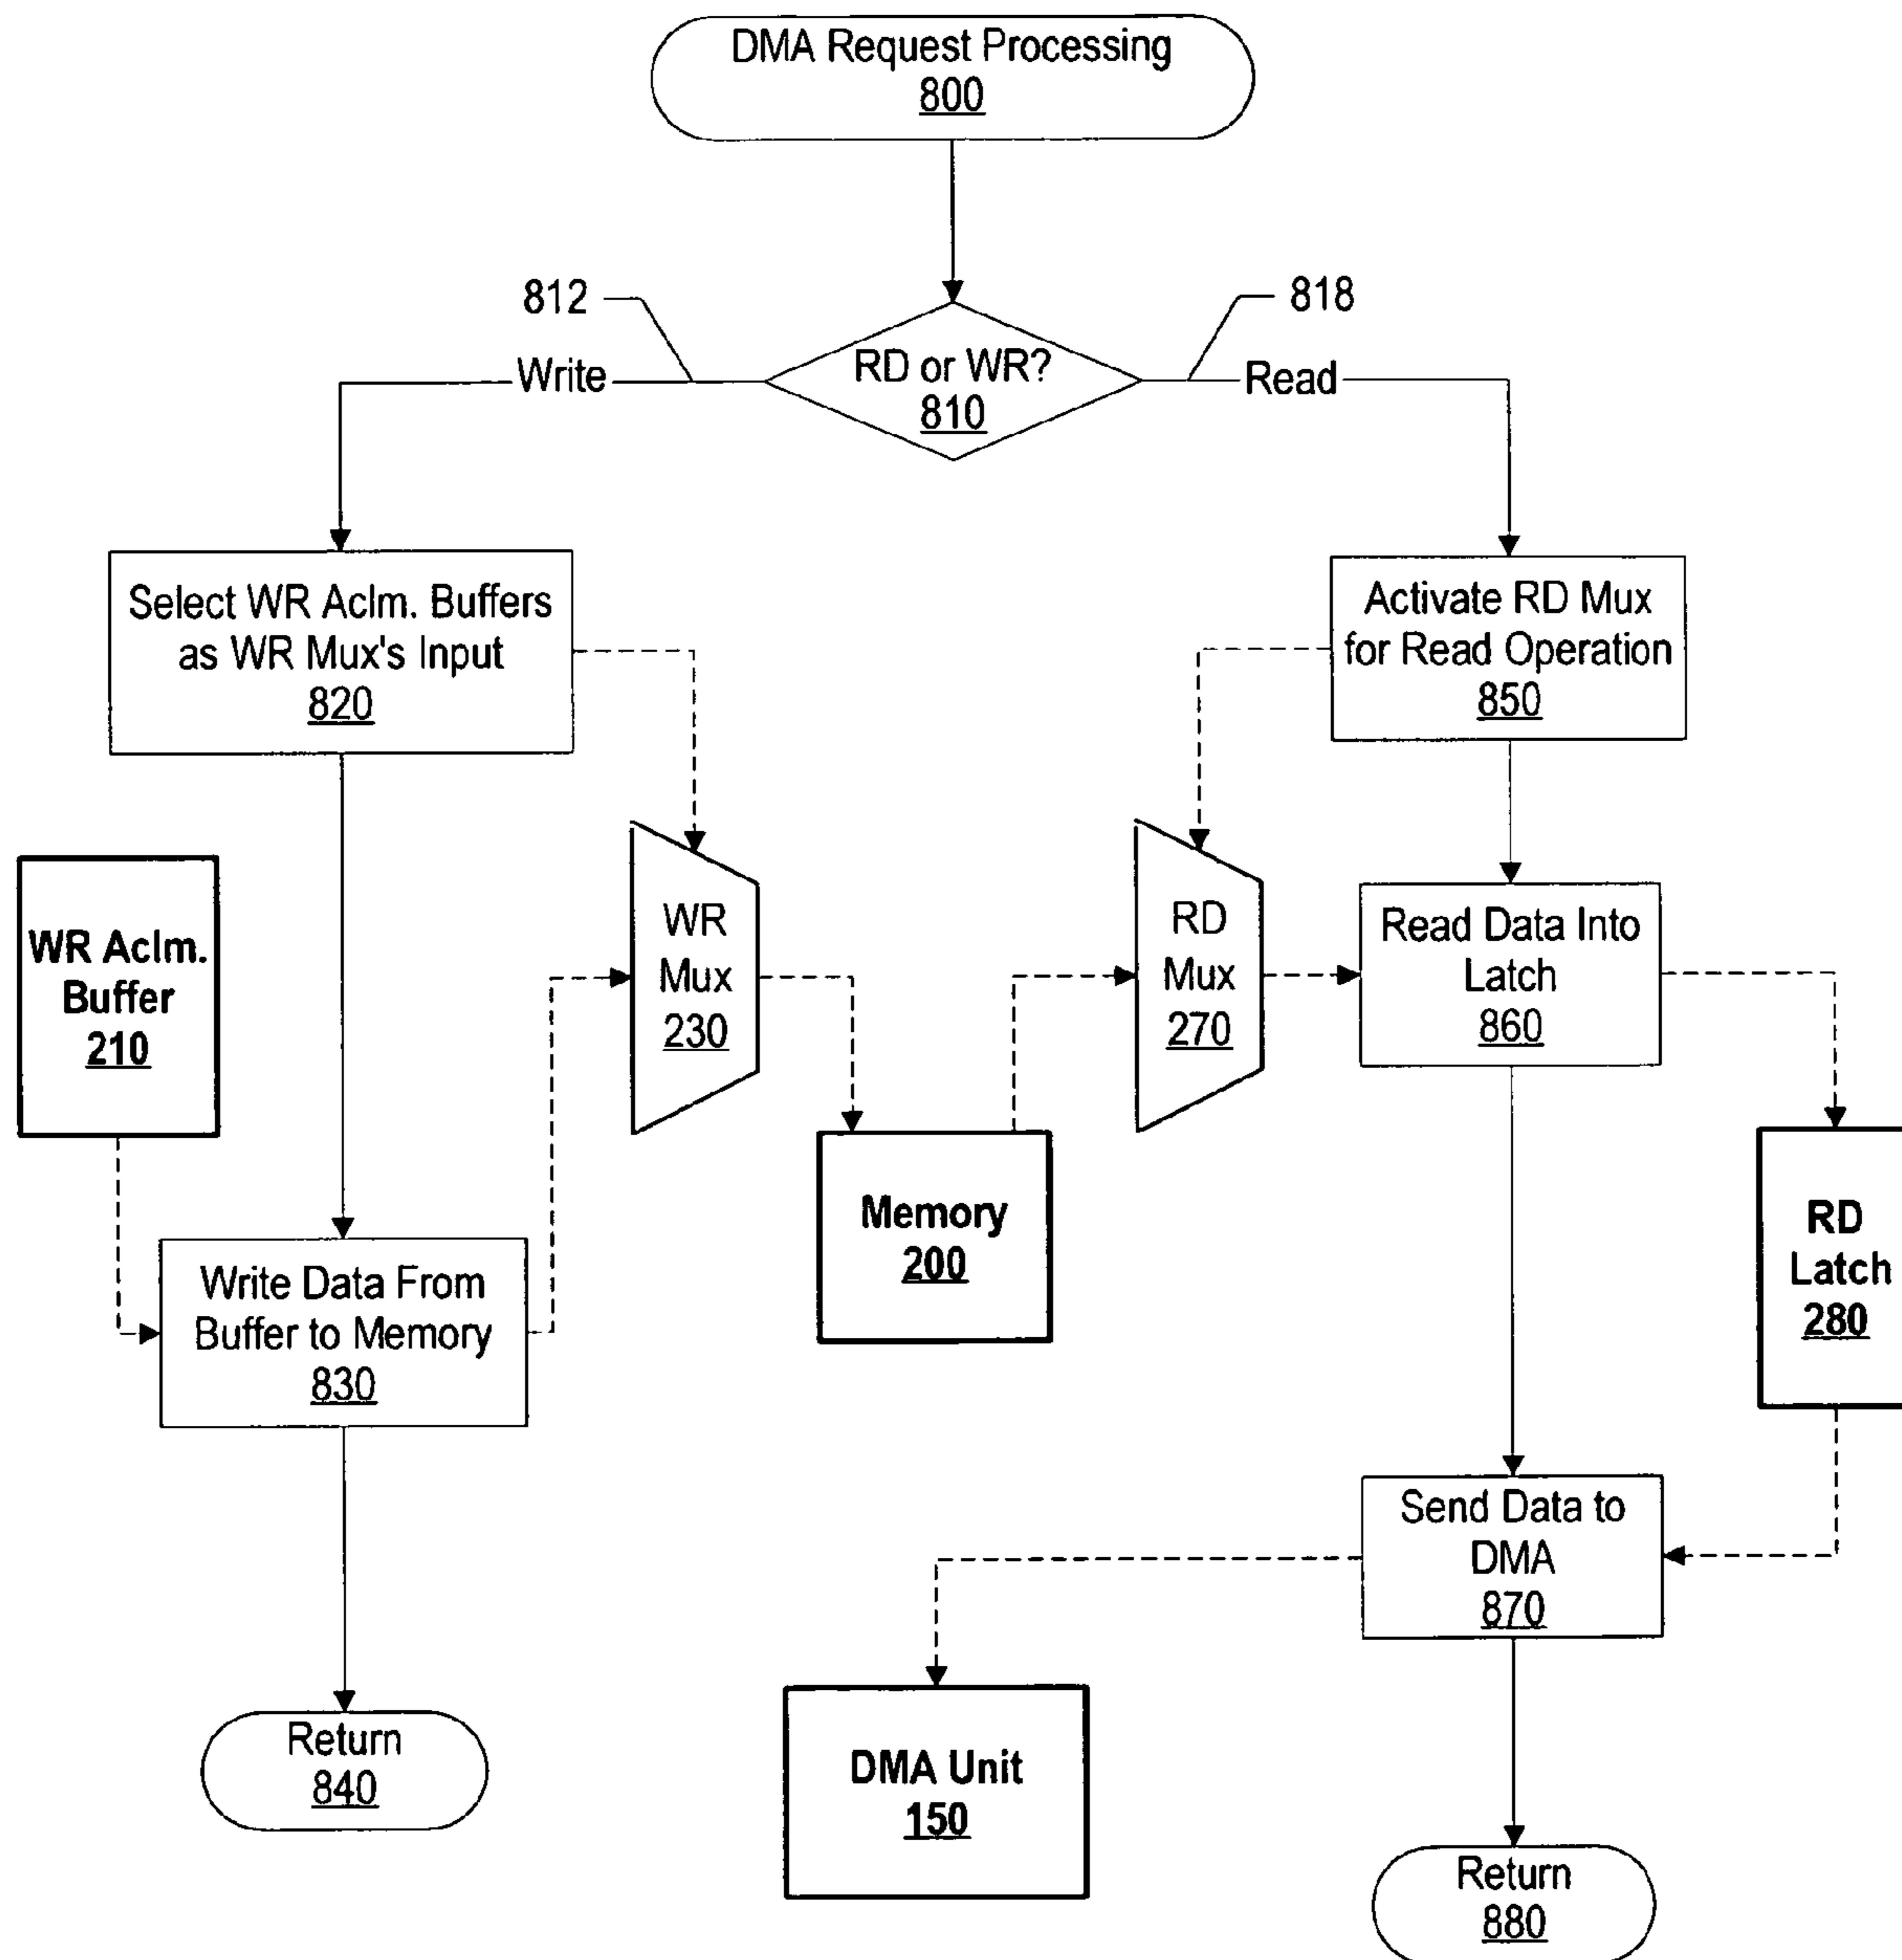 DMA Request Processing
800
812
818
Write
RD or WR?
810
Read
Select WR Aclm. Buffers
as WR Mux's Input
820
Activate RD Mux
for Read Operation
850
WR Aclm.
Buffer
210
WR
Mux
230
RD
Mux
270
Read Data Into
Latch
860
Memory
200
RD
Latch
280
Write Data From
Buffer to Memory
830
Send Data to
DMA
870
Return
840
DMA Unit
150
Return
880